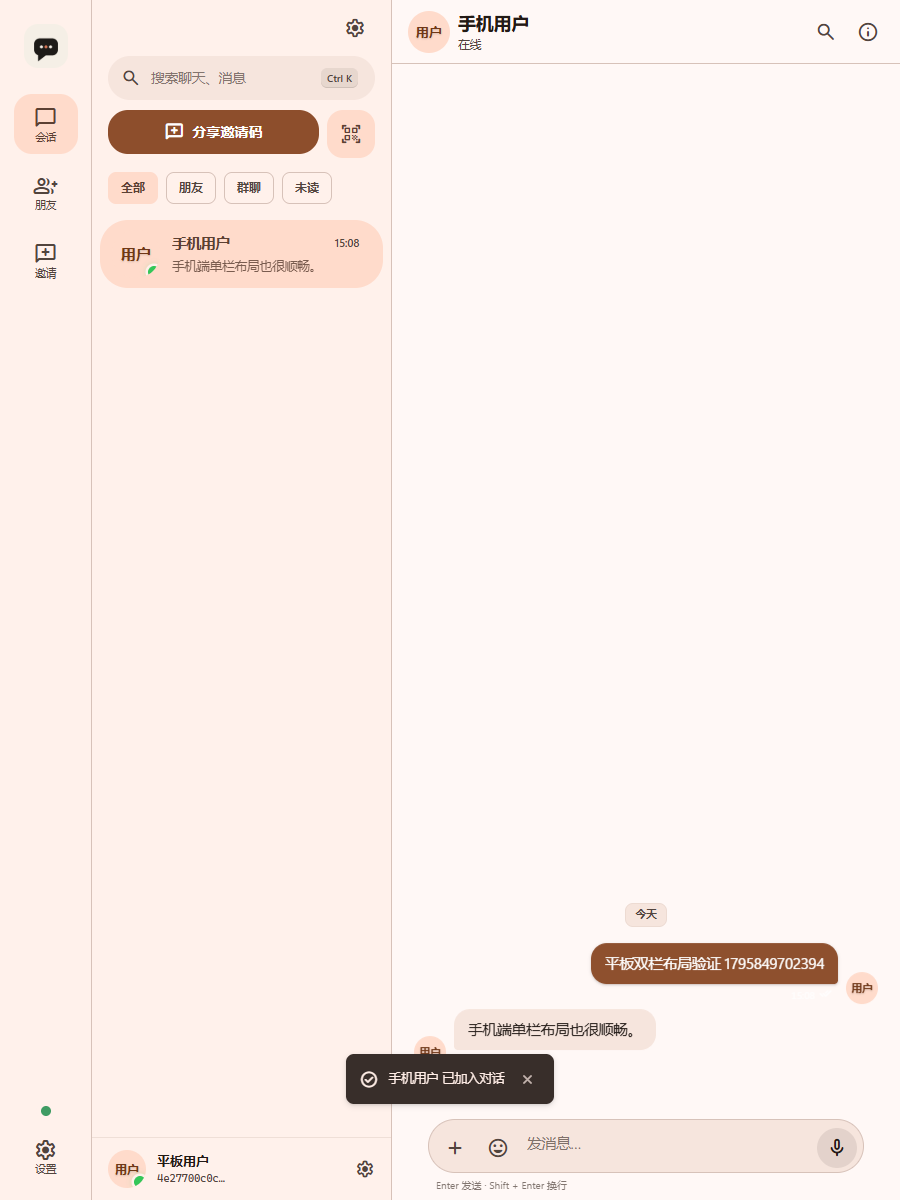 会话
朋友
邀请
设置
搜索聊天、消息
Ctrl K
分享邀请码
全部
朋友
群聊
未读
用户
手机用户
15:08
手机端单栏布局也很顺畅。
用户
平板用户
4e27700c0c…
用户
手机用户
在线
今天
平板双栏布局验证 1795849702394
用户
手机端单栏布局也很顺畅。
用户
手机用户 已加入对话
发消息…
Enter 发送 · Shift + Enter 换行